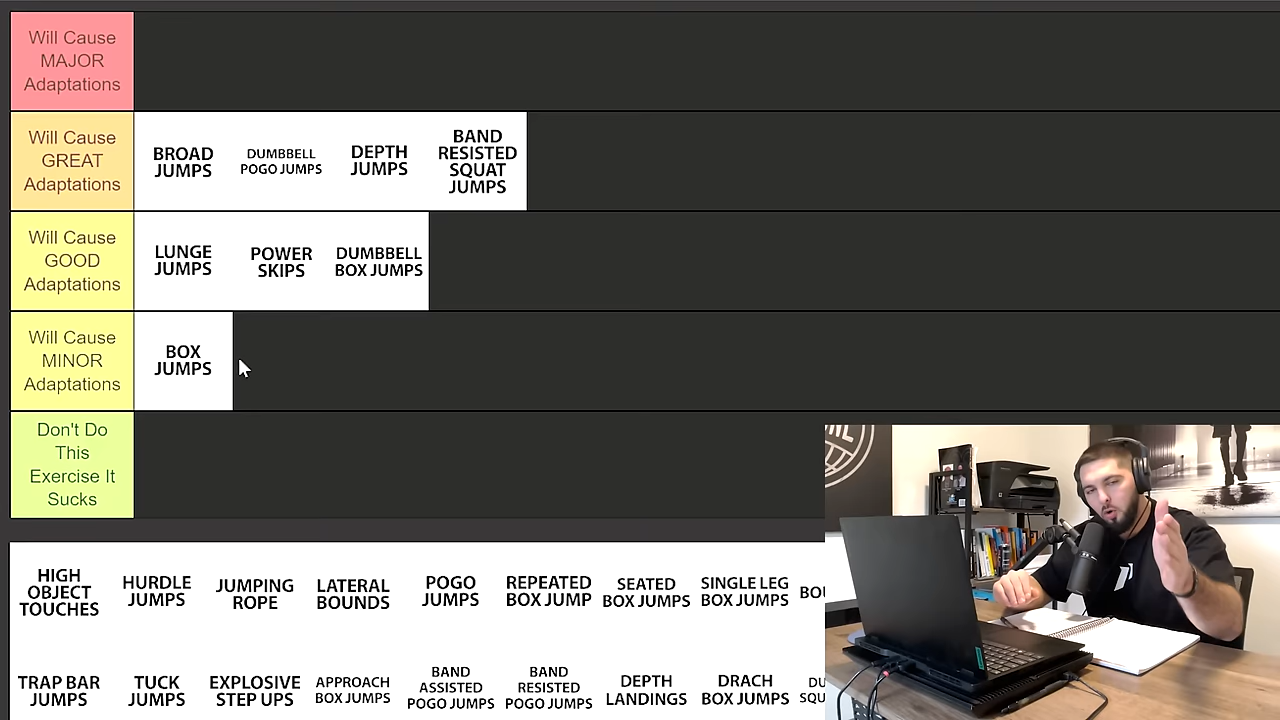 Will Cause
MAJOR
Adaptations
Will Cause
GREAT
Adaptations
BROAD
JUMPS
DUMBBELL
POGO JUMPS
DEPTH
JUMPS
BAND
RESISTED
SQUAT
JUMPS
Will Cause
GOOD
Adaptations
LUNGE
JUMPS
POWER
SKIPS
DUMBBELL
BOX JUMPS
Will Cause
MINOR
Adaptations
BOX
JUMPS
Don't Do
This
Exercise It
Sucks
HIGH
OBJECT
TOUCHES
HURDLE
JUMPS
JUMPING
ROPE
LATERAL
BOUNDS
POGO
JUMPS
REPEATED
BOX JUMP
SEATED
BOX JUMPS
SINGLE LEG
BOX JUMPS
TRAP BAR
JUMPS
TUCK
JUMPS
EXPLOSIVE
STEP UPS
APPROACH
BOX JUMPS
BAND
ASSISTED
POGO JUMPS
BAND
RESISTED
POGO JUMPS
DEPTH
LANDINGS
DRACH
BOX JUMPS